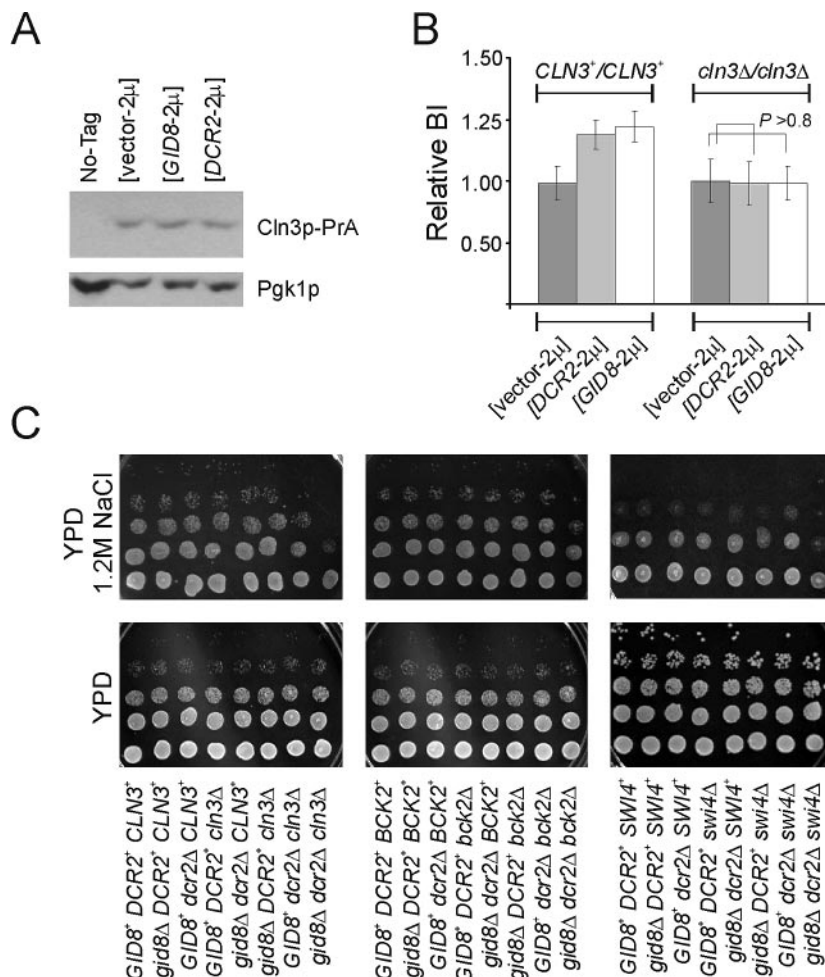 A
No-Tag
[vector-2µ]
[GID8-2µ]
[DCR2-2µ]
Cln3p-PrA
Pgk1p
B
Relative BI
1.50
1.25
1.00
0.50
CLN3⁺/CLN3⁺
cln3Δ/cln3Δ
P >0.8
[vector-2µ]
[DCR2-2µ]
[GID8-2µ]
[vector-2µ]
[DCR2-2µ]
[GID8-2µ]
C
YPD
1.2M NaCl
YPD
GID8⁺ DCR2⁺ CLN3⁺
gid8Δ DCR2⁺ CLN3⁺
GID8⁺ dcr2Δ CLN3⁺
GID8⁺ DCR2⁺ cln3Δ
gid8Δ dcr2Δ CLN3⁺
gid8Δ DCR2⁺ cln3Δ
GID8⁺ dcr2Δ cln3Δ
gid8Δ dcr2Δ cln3Δ
GID8⁺ DCR2⁺ BCK2⁺
gid8Δ DCR2⁺ BCK2⁺
GID8⁺ dcr2Δ BCK2⁺
GID8⁺ DCR2⁺ bck2Δ
gid8Δ dcr2Δ BCK2⁺
gid8Δ DCR2⁺ bck2Δ
GID8⁺ dcr2Δ bck2Δ
gid8Δ dcr2Δ bck2Δ
GID8⁺ DCR2⁺ SWI4⁺
gid8Δ DCR2⁺ SWI4⁺
GID8⁺ dcr2Δ SWI4⁺
GID8⁺ DCR2⁺ swi4Δ
gid8Δ dcr2Δ SWI4⁺
gid8Δ DCR2⁺ swi4Δ
GID8⁺ dcr2Δ swi4Δ
gid8Δ dcr2Δ swi4Δ